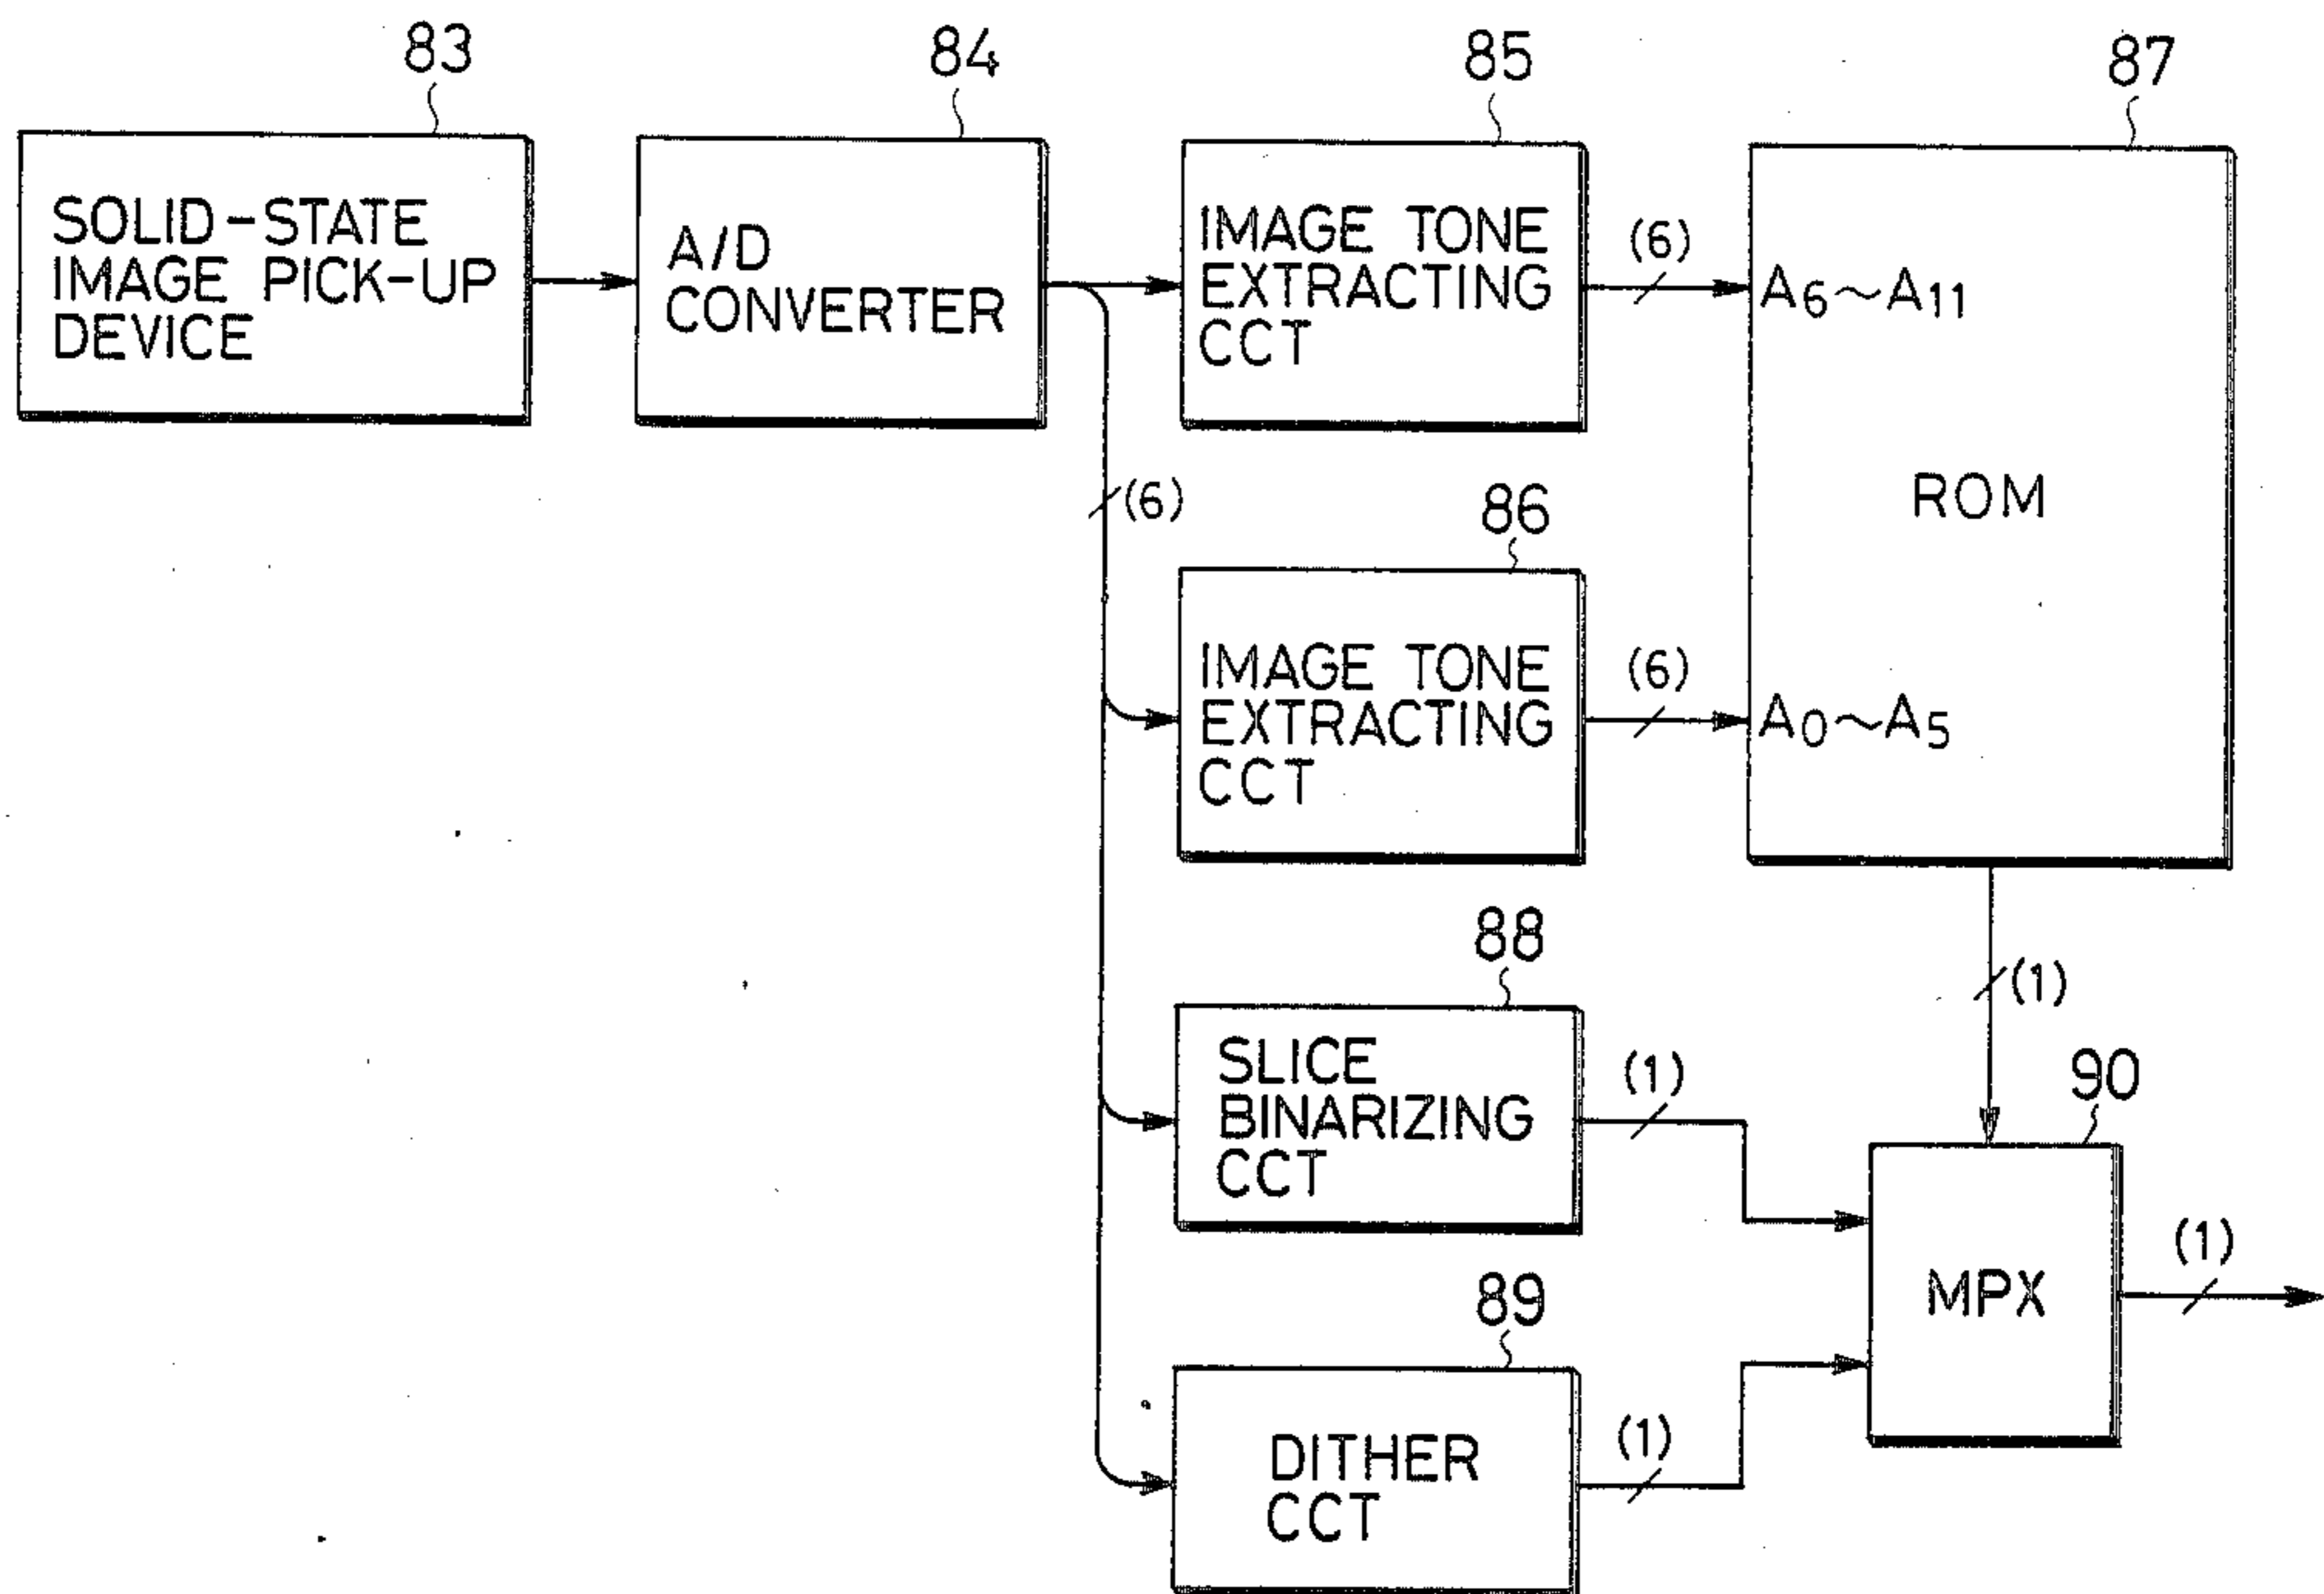 83
84
85
87
SOLID-STATE
IMAGE PICK-UP
DEVICE
A/D
CONVERTER
IMAGE TONE
EXTRACTING
CCT
(6)
A6~A11
ROM
(6)
86
IMAGE TONE
EXTRACTING
CCT
(6)
A0~A5
88
SLICE
BINARIZING
CCT
(1)
(1)
90
MPX
(1)
89
DITHER
CCT
(1)